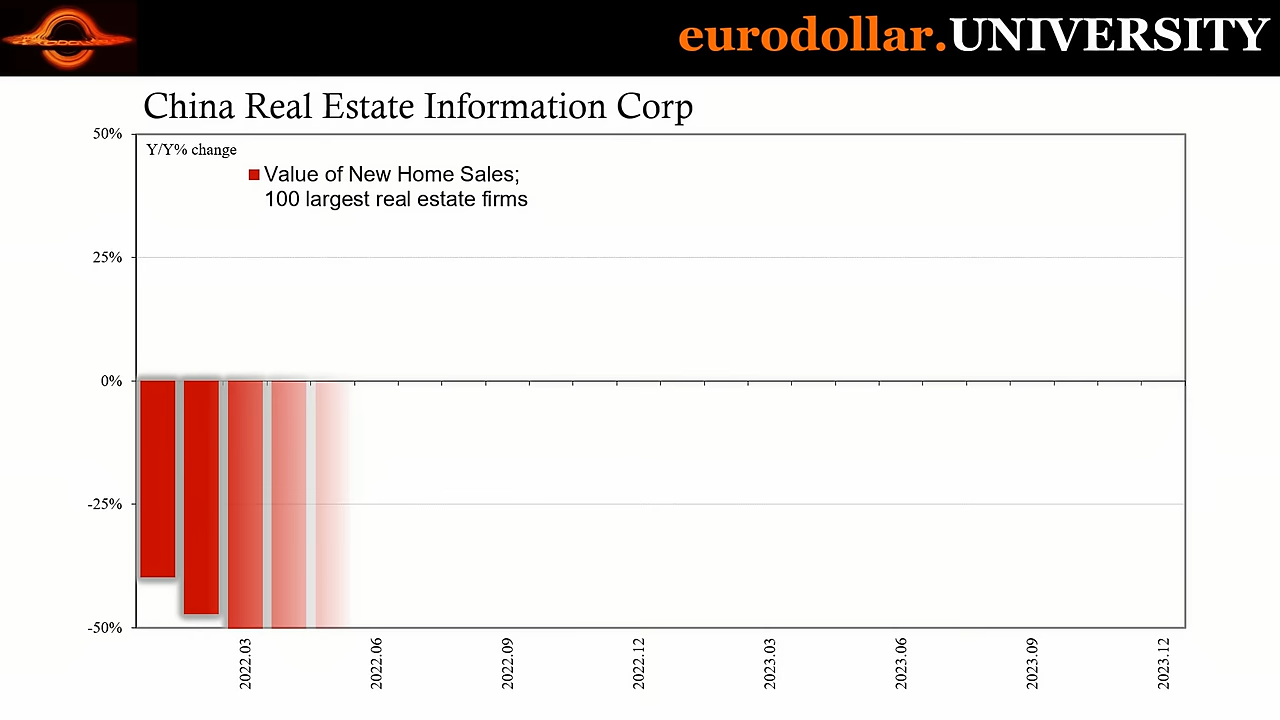 eurodollar.UNIVERSITY
China Real Estate Information Corp
50%
Y/Y% change
Value of New Home Sales;
100 largest real estate firms
25%
0%
-25%
-50%
2022.03
2022.06
2022.09
2022.12
2023.03
2023.06
2023.09
2023.12